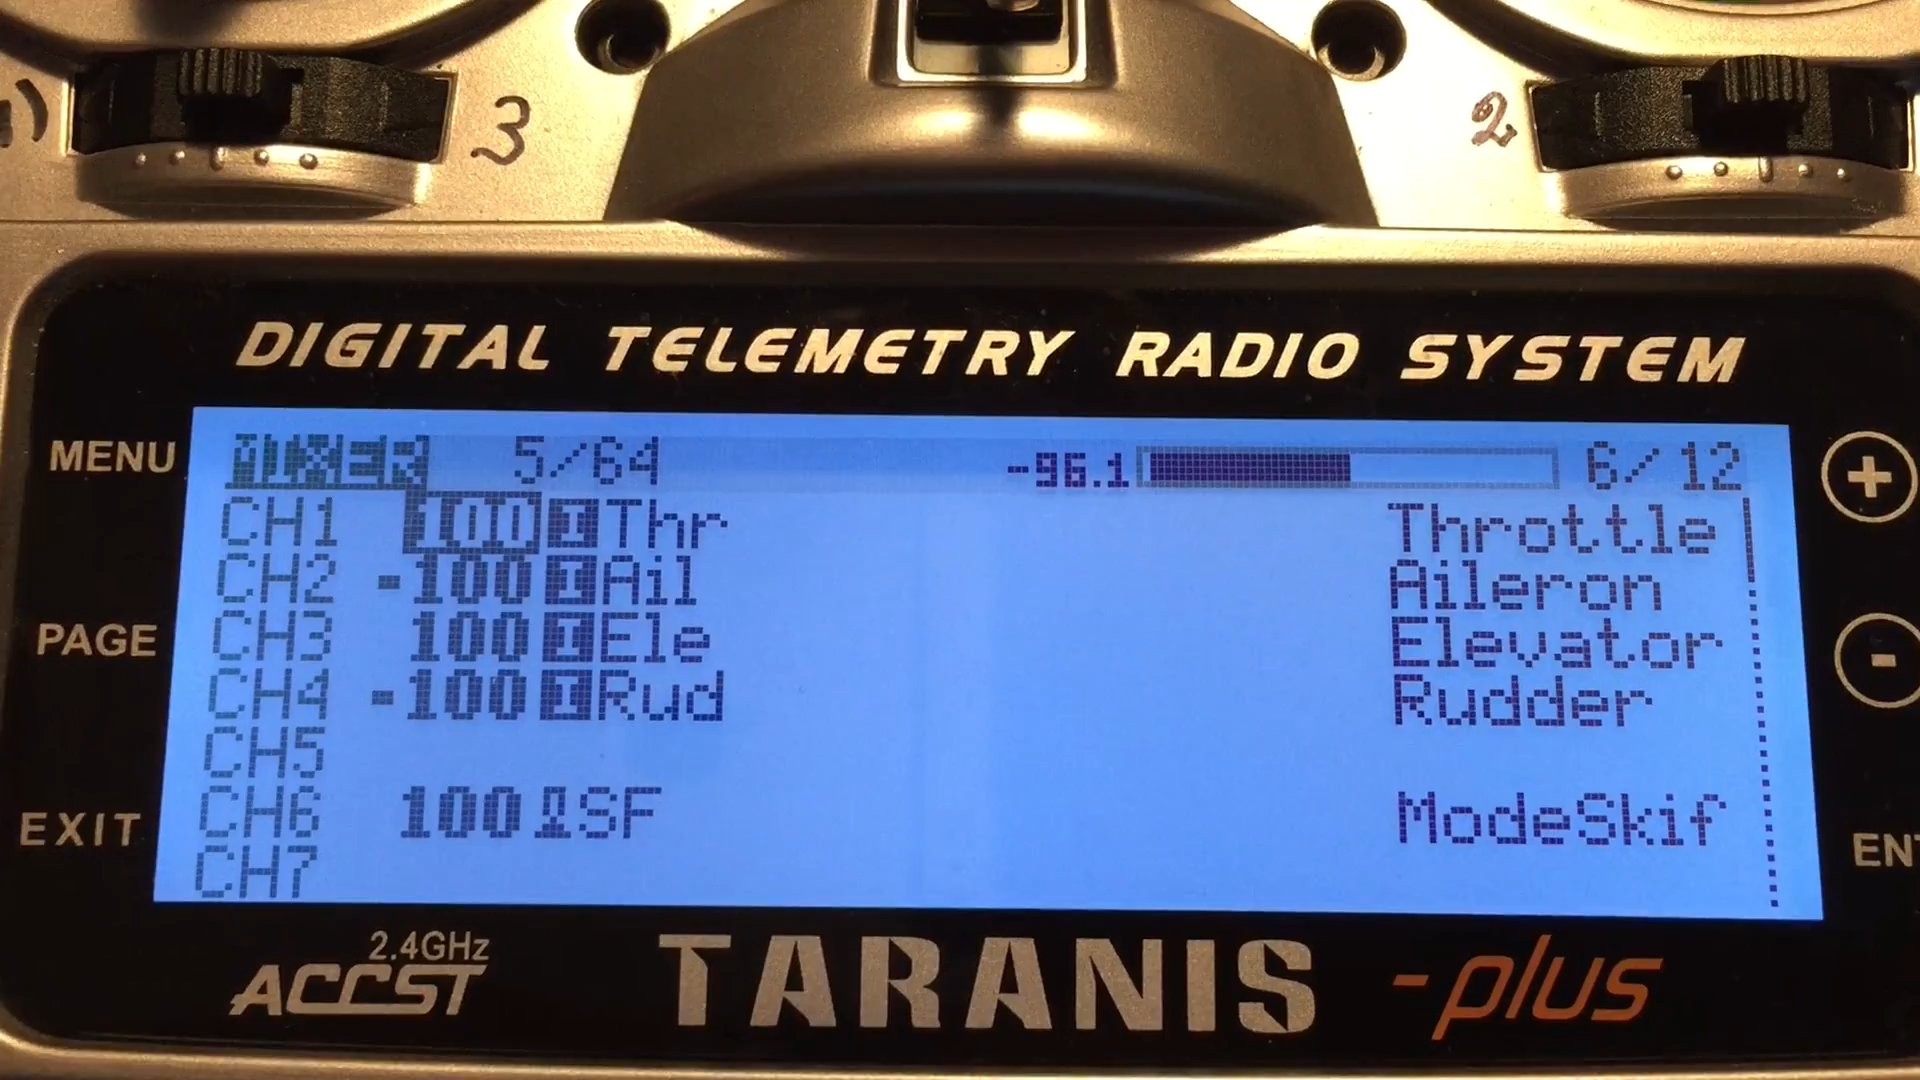 3
2
DIGITAL TELEMETRY RADIO SYSTEM
MENU
PAGE
EXIT
MIXER 5/64 -96.1 6/12
CH1 100 Thr Throttle
CH2 -100 Ail Aileron
CH3 100 Ele Elevator
CH4 -100 Rud Rudder
CH5
CH6 100 SF ModeSkif
CH7
+
-
ENT
2.4GHz
ACCST
TARANIS -plus